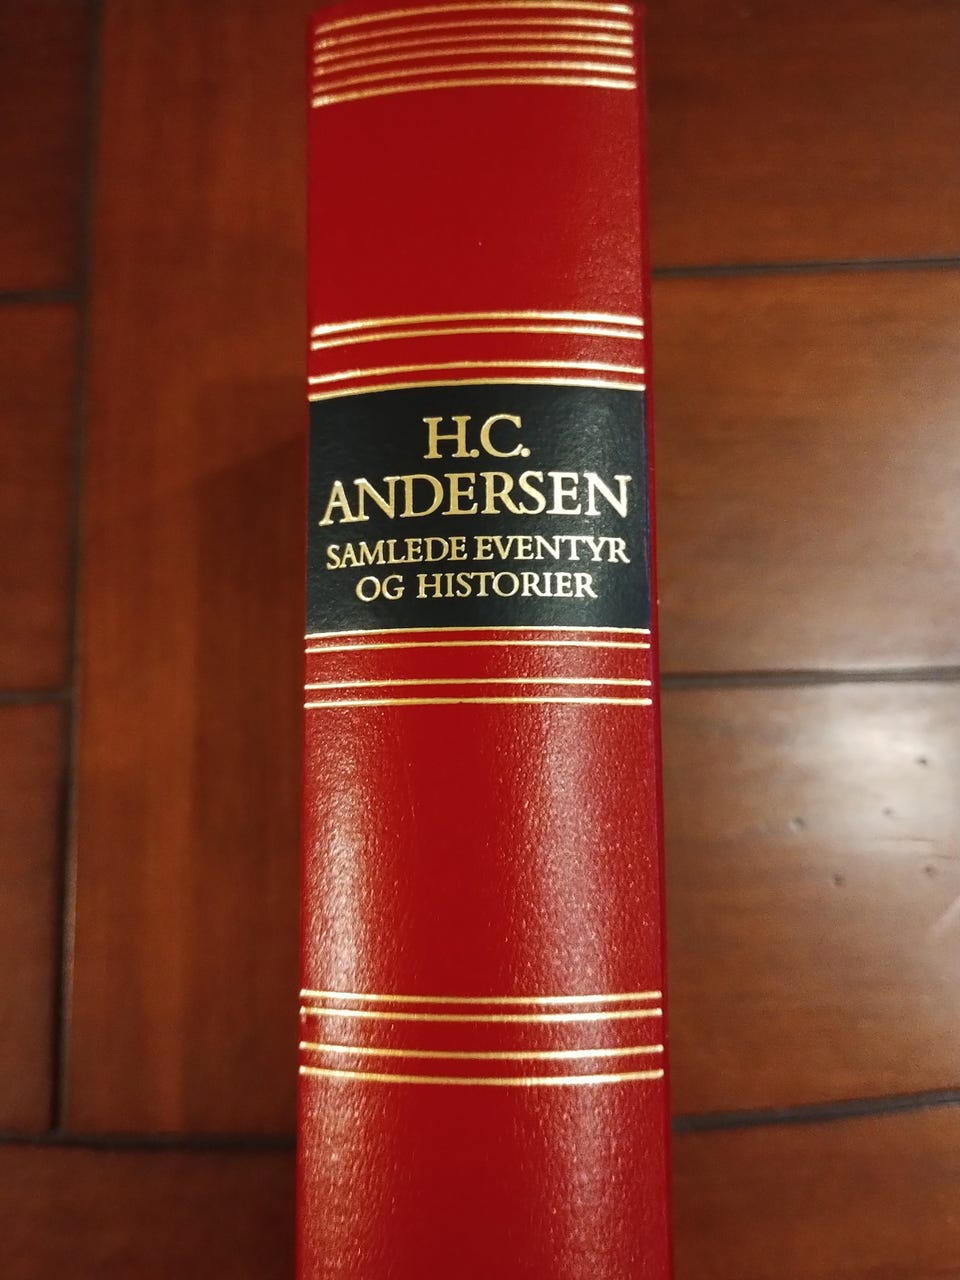 H.C.
ANDERSEN
SAMLEDE EVENTYR
OG HISTORIER